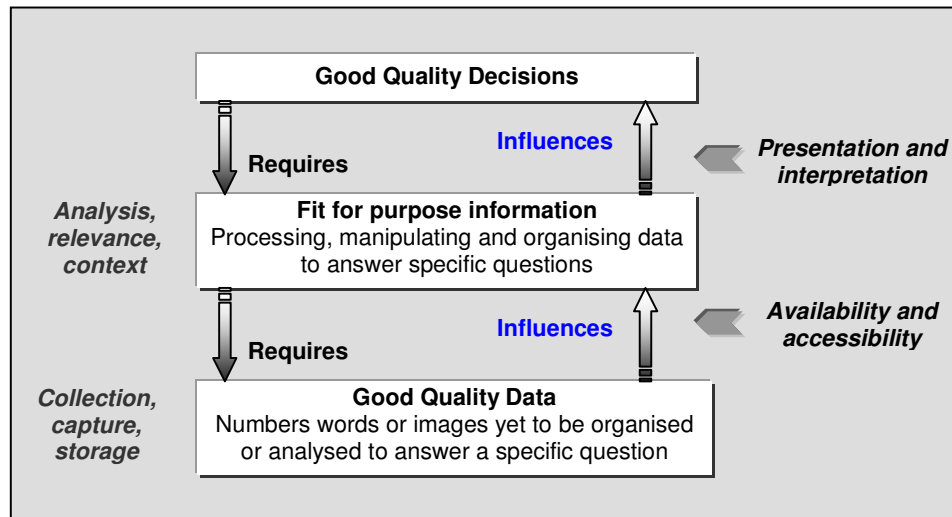 Good Quality Decisions
Influences
Requires
Presentation and
interpretation
Analysis,
relevance,
context
Fit for purpose information
Processing, manipulating and organising data
to answer specific questions
Influences
Requires
Availability and
accessibility
Collection,
capture,
storage
Good Quality Data
Numbers words or images yet to be organised
or analysed to answer a specific question